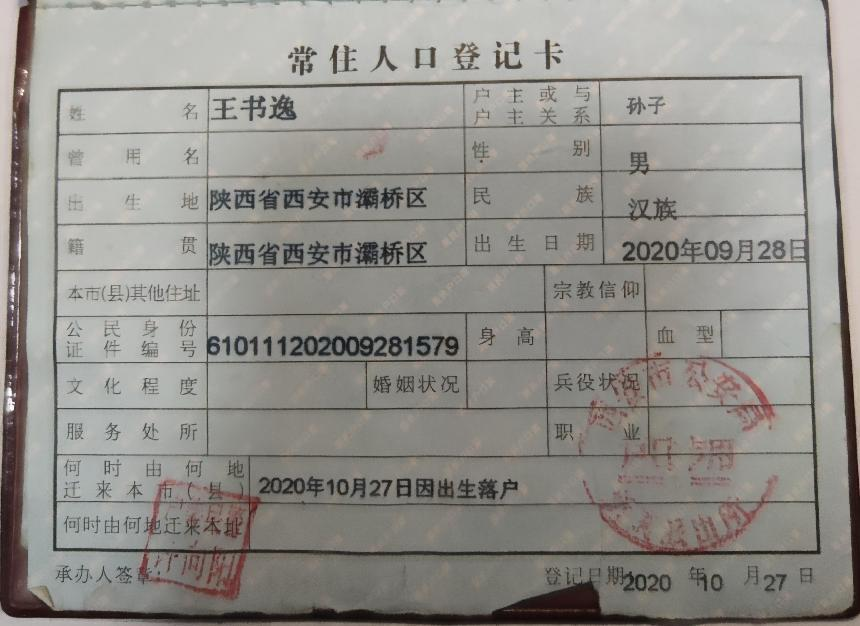 常住人口登记卡
姓名 王书逸 户主或与户主关系 孙子
曾用名 性别 男
出生地 陕西省西安市灞桥区 民族 汉族
籍贯 陕西省西安市灞桥区 出生日期 2020年09月28日
本市(县)其他住址 宗教信仰
公民身份证件编号 610111202009281579 身高 血型
文化程度 婚姻状况 兵役状况
服务处所 职业
何时由何地迁来本市(县) 2020年10月27日因出生落户
何时由何地迁来本址
承办人签章: 登记日期: 2020年10月27日